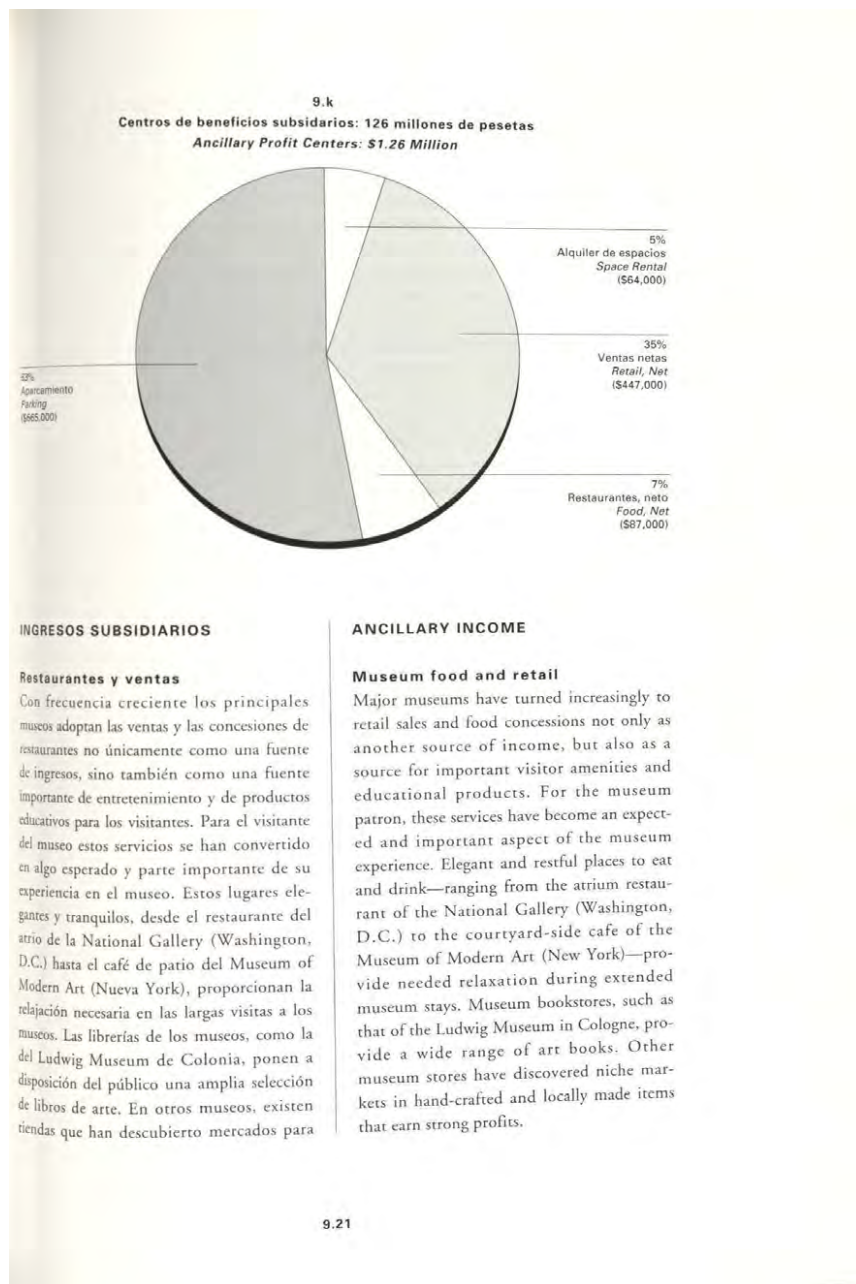 9.k
Centros de beneficios subsidarios: 126 millones de pesetas
Ancillary Profit Centers: $1.26 Million
5%
Alquiler de espacios
Space Rental
($64,000)
35%
Ventas netas
Retail, Net
($447,000)
53%
Aparcamiento
Parking
($665,000)
7%
Restaurantes, neto
Food, Net
($87,000)
INGRESOS SUBSIDIARIOS
Restaurantes y ventas
Con frecuencia creciente los principales
museos adoptan las ventas y las concesiones de
restaurantes no únicamente como una fuente
de ingresos, sino también como una fuente
importante de entretenimiento y de productos
educativos para los visitantes. Para el visitante
del museo estos servicios se han convertido
en algo esperado y parte importante de su
experiencia en el museo. Estos lugares ele-
gantes y tranquilos, desde el restaurante del
atrio de la National Gallery (Washington,
D.C.) hasta el café de patio del Museum of
Modern Art (Nueva York), proporcionan la
relajación necesaria en las largas visitas a los
museos. Las librerías de los museos, como la
del Ludwig Museum de Colonia, ponen a
disposición del público una amplia selección
de libros de arte. En otros museos, existen
tiendas que han descubierto mercados para
ANCILLARY INCOME
Museum food and retail
Major museums have turned increasingly to
retail sales and food concessions not only as
another source of income, but also as a
source for important visitor amenities and
educational products. For the museum
patron, these services have become an expect-
ed and important aspect of the museum
experience. Elegant and restful places to eat
and drink—ranging from the atrium restau-
rant of the National Gallery (Washington,
D.C.) to the courtyard-side cafe of the
Museum of Modern Art (New York)—pro-
vide needed relaxation during extended
museum stays. Museum bookstores, such as
that of the Ludwig Museum in Cologne, pro-
vide a wide range of art books. Other
museum stores have discovered niche mar-
kets in hand-crafted and locally made items
that earn strong profits.
9.21